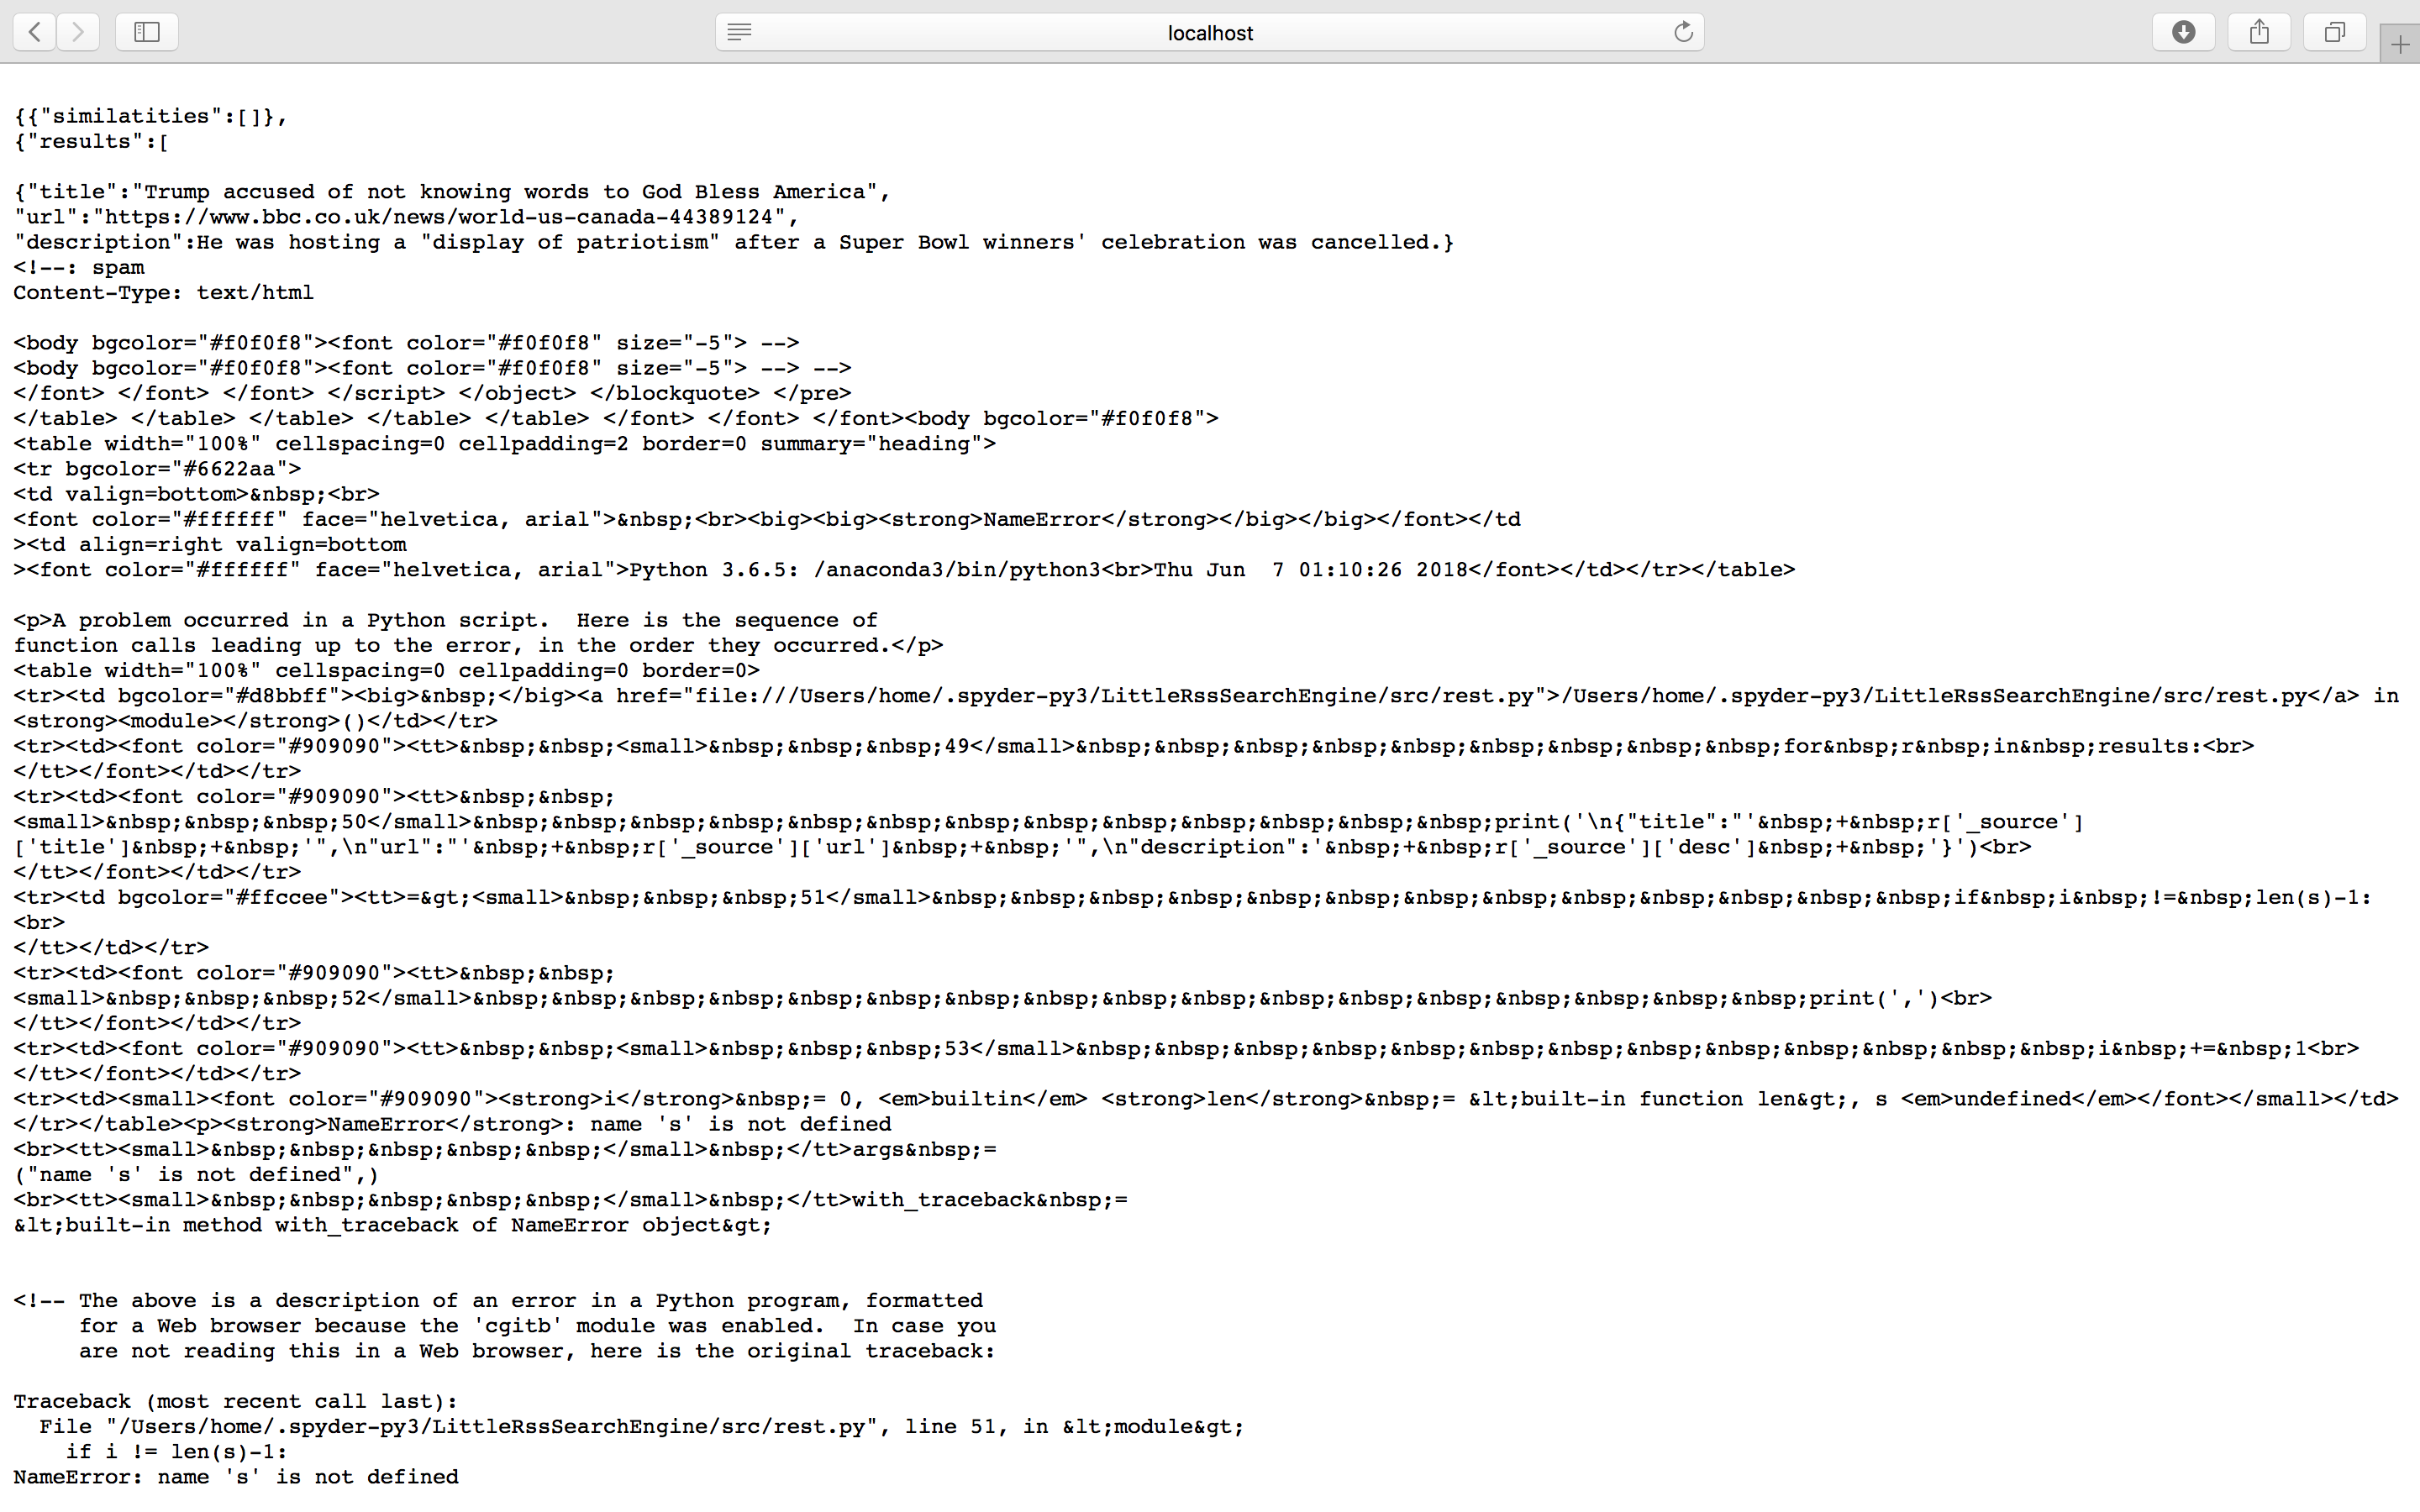 localhost
{{"similatities":[]},
{"results":[
{"title":"Trump accused of not knowing words to God Bless America",
"url":"https://www.bbc.co.uk/news/world-us-canada-44389124",
"description":He was hosting a "display of patriotism" after a Super Bowl winners' celebration was cancelled.}
<!--: spam
Content-Type: text/html
<body bgcolor="#f0f0f8"><font color="#f0f0f8" size="-5"> -->
<body bgcolor="#f0f0f8"><font color="#f0f0f8" size="-5"> --> -->
</font> </font> </font> </script> </object> </blockquote> </pre>
</table> </table> </table> </table> </table> </font> </font> </font><body bgcolor="#f0f0f8">
<table width="100%" cellspacing=0 cellpadding=2 border=0 summary="heading">
<tr bgcolor="#6622aa">
<td valign=bottom>&nbsp;<br>
<font color="#ffffff" face="helvetica, arial">&nbsp;<br><big><big><strong>NameError</strong></big></big></font></td
><td align=right valign=bottom
><font color="#ffffff" face="helvetica, arial">Python 3.6.5: /anaconda3/bin/python3<br>Thu Jun  7 01:10:26 2018</font></td></tr></table>
<p>A problem occurred in a Python script.  Here is the sequence of
function calls leading up to the error, in the order they occurred.</p>
<table width="100%" cellspacing=0 cellpadding=0 border=0>
<tr><td bgcolor="#d8bbff"><big>&nbsp;</big><a href="file:///Users/home/.spyder-py3/LittleRssSearchEngine/src/rest.py">/Users/home/.spyder-py3/LittleRssSearchEngine/src/rest.py</a> in
<strong><module></strong>()</td></tr>
<tr><td><font color="#909090"><tt>&nbsp;&nbsp;<small>&nbsp;&nbsp;&nbsp;49</small>&nbsp;&nbsp;&nbsp;&nbsp;&nbsp;&nbsp;&nbsp;&nbsp;&nbsp;for&nbsp;r&nbsp;in&nbsp;results:<br>
</tt></font></td></tr>
<tr><td><font color="#909090"><tt>&nbsp;&nbsp;
<small>&nbsp;&nbsp;&nbsp;50</small>&nbsp;&nbsp;&nbsp;&nbsp;&nbsp;&nbsp;&nbsp;&nbsp;&nbsp;&nbsp;&nbsp;&nbsp;&nbsp;print('\n{"title":"'&nbsp;+&nbsp;r['_source']
['title']&nbsp;+&nbsp;'",\n"url":"'&nbsp;+&nbsp;r['_source']['url']&nbsp;+&nbsp;'",\n"description":'&nbsp;+&nbsp;r['_source']['desc']&nbsp;+&nbsp;'}')<br>
</tt></font></td></tr>
<tr><td bgcolor="#ffccee"><tt>=&gt;<small>&nbsp;&nbsp;&nbsp;51</small>&nbsp;&nbsp;&nbsp;&nbsp;&nbsp;&nbsp;&nbsp;&nbsp;&nbsp;&nbsp;&nbsp;&nbsp;&nbsp;if&nbsp;i&nbsp;!=&nbsp;len(s)-1:
<br>
</tt></td></tr>
<tr><td><font color="#909090"><tt>&nbsp;&nbsp;
<small>&nbsp;&nbsp;&nbsp;52</small>&nbsp;&nbsp;&nbsp;&nbsp;&nbsp;&nbsp;&nbsp;&nbsp;&nbsp;&nbsp;&nbsp;&nbsp;&nbsp;&nbsp;&nbsp;&nbsp;&nbsp;print(',')<br>
</tt></font></td></tr>
<tr><td><font color="#909090"><tt>&nbsp;&nbsp;<small>&nbsp;&nbsp;&nbsp;53</small>&nbsp;&nbsp;&nbsp;&nbsp;&nbsp;&nbsp;&nbsp;&nbsp;&nbsp;&nbsp;&nbsp;&nbsp;&nbsp;i&nbsp;+=&nbsp;1<br>
</tt></font></td></tr>
<tr><td><small><font color="#909090"><strong>i</strong>&nbsp;= 0, <em>builtin</em> <strong>len</strong>&nbsp;= &lt;built-in function len&gt;, s <em>undefined</em></font></small></td>
</tr></table><p><strong>NameError</strong>: name 's' is not defined
<br><tt><small>&nbsp;&nbsp;&nbsp;&nbsp;&nbsp;</small>&nbsp;</tt>args&nbsp;=
("name 's' is not defined",)
<br><tt><small>&nbsp;&nbsp;&nbsp;&nbsp;&nbsp;</small>&nbsp;</tt>with_traceback&nbsp;=
&lt;built-in method with_traceback of NameError object&gt;
<!-- The above is a description of an error in a Python program, formatted
     for a Web browser because the 'cgitb' module was enabled.  In case you
     are not reading this in a Web browser, here is the original traceback:
Traceback (most recent call last):
  File "/Users/home/.spyder-py3/LittleRssSearchEngine/src/rest.py", line 51, in &lt;module&gt;
    if i != len(s)-1:
NameError: name 's' is not defined